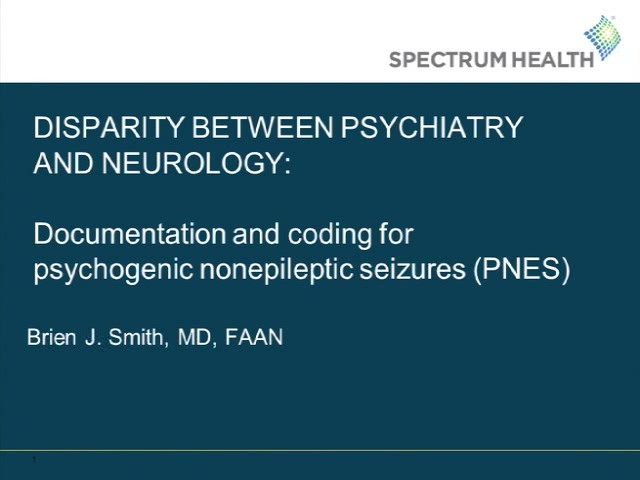 SPECTRUM HEALTH
DISPARITY BETWEEN PSYCHIATRY
AND NEUROLOGY:
Documentation and coding for
psychogenic nonepileptic seizures (PNES)
Brien J. Smith, MD, FAAN
1